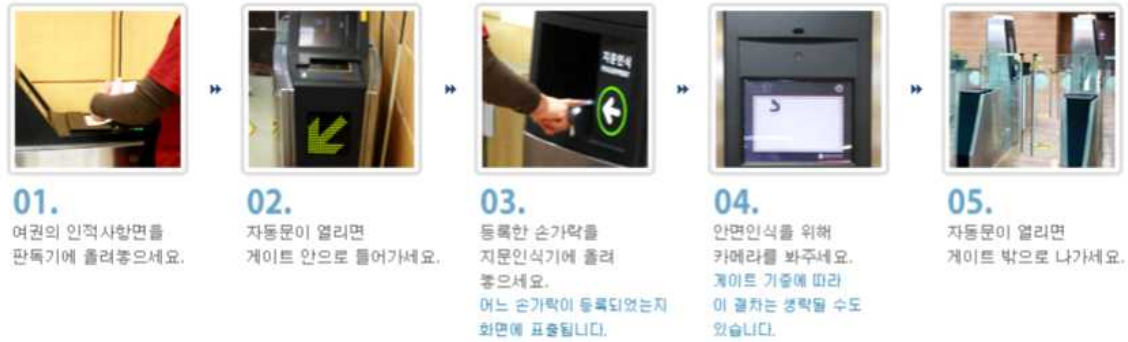 지문인식
FINGERPRINT
01.
여권의 인적사항면을
판독기에 올려놓으세요.
02.
자동문이 열리면
게이트 안으로 들어가세요.
03.
등록한 손가락을
지문인식기에 올려
놓으세요.
어느 손가락이 등록되었는지
화면에 표출됩니다.
04.
안면인식을 위해
카메라를 봐주세요.
게이트 기종에 따라
이 절차는 생략될 수도
있습니다.
05.
자동문이 열리면
게이트 밖으로 나가세요.